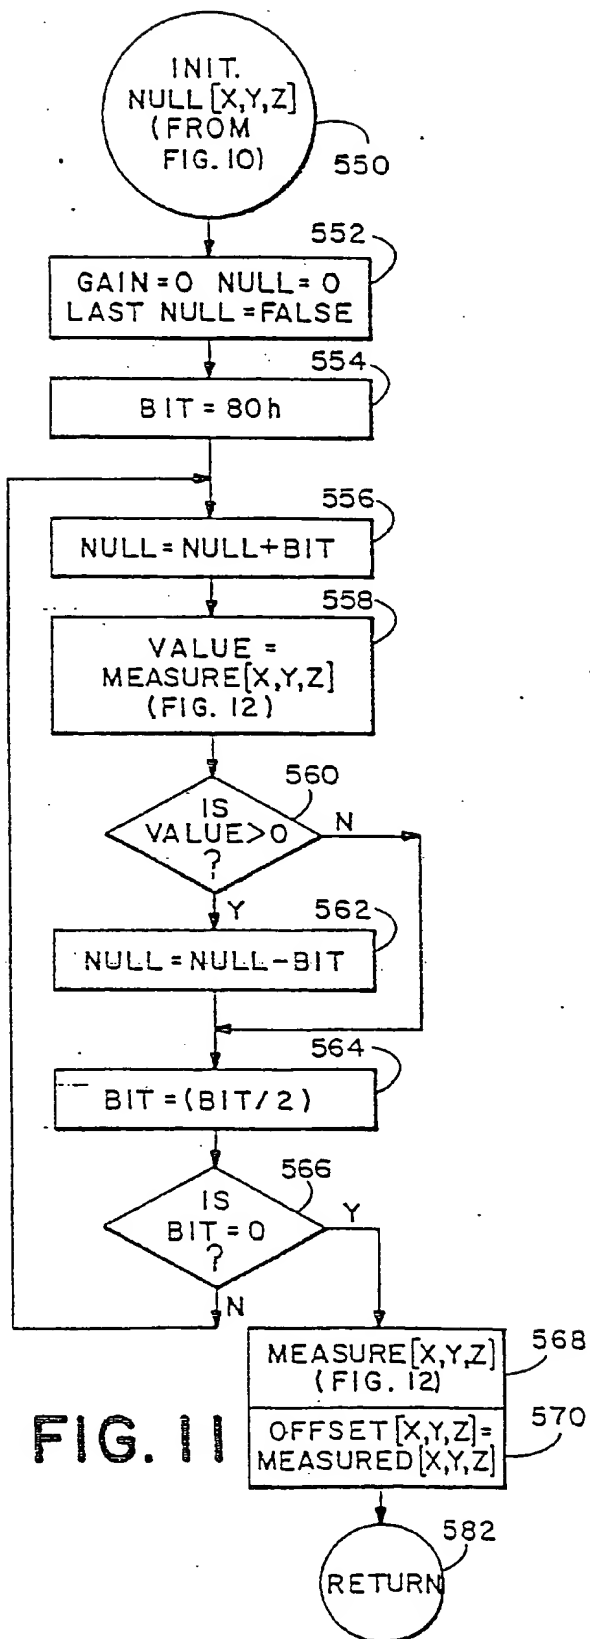 INIT.
NULL[X,Y,Z]
(FROM
FIG. 10)
550
552
GAIN=0 NULL=0
LAST NULL=FALSE
554
BIT=80h
556
NULL=NULL+BIT
558
VALUE=
MEASURE[X,Y,Z]
(FIG. 12)
560
IS
VALUE>0
?
N
Y
562
NULL=NULL-BIT
564
BIT=(BIT/2)
566
IS
BIT=0
?
Y
N
MEASURE[X,Y,Z]
(FIG. 12)
568
OFFSET[X,Y,Z]=
MEASURED[X,Y,Z]
570
FIG. 11
582
RETURN